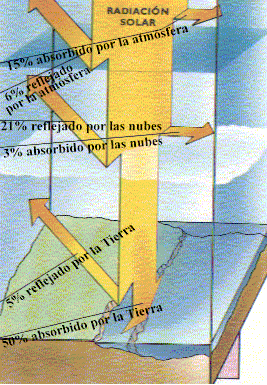 RADIACIÓN
SOLAR
15% absorbido por la atmósfera
6% reflejado
por la atmósfera
21% reflejado por las nubes
3% absorbido por las nubes
5% reflejado por la Tierra
50% absorbido por la Tierra